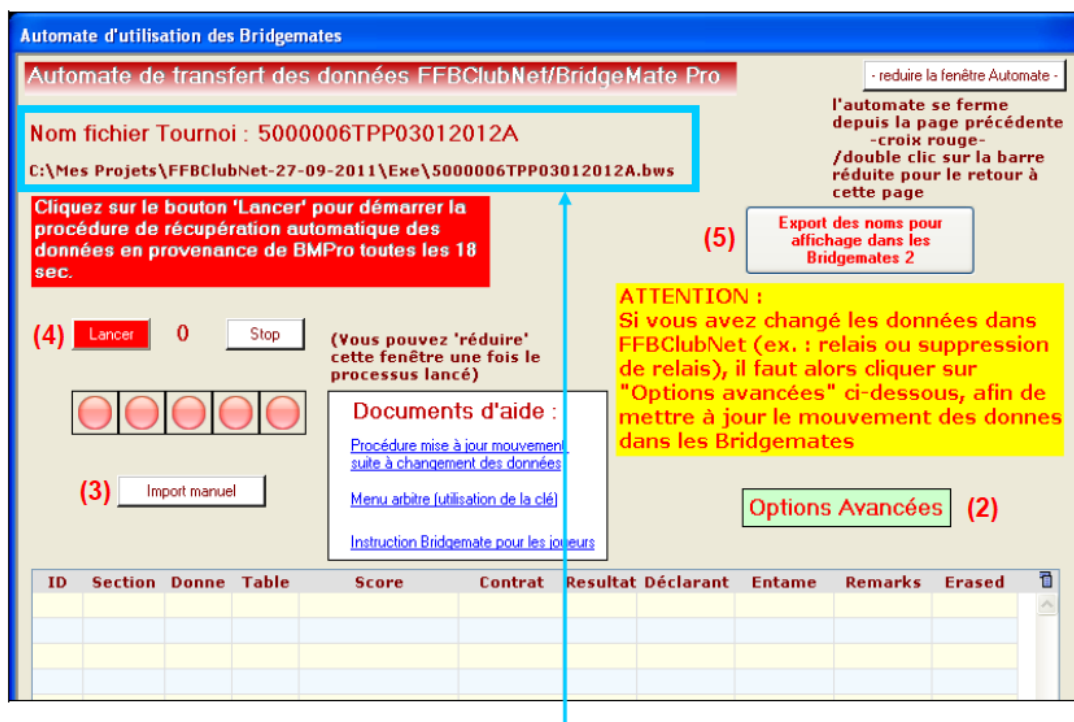 Automate d'utilisation des Bridgemates
Automate de transfert des données FFBClubNet/BridgeMate Pro
- reduire la fenêtre Automate -
l'automate se ferme
depuis la page précédente
-croix rouge-
/double clic sur la barre
réduite pour le retour à
cette page
Nom fichier Tournoi : 5000006TPP03012012A
C:\Mes Projets\FFBClubNet-27-09-2011\Exe\5000006TPP03012012A.bws
Cliquez sur le bouton 'Lancer' pour démarrer la
procédure de récupération automatique des
données en provenance de BMPro toutes les 18
sec.
(5)
Export des noms pour
affichage dans les
Bridgemates 2
ATTENTION :
Si vous avez changé les données dans
FFBClubNet (ex. : relais ou suppression
de relais), il faut alors cliquer sur
"Options avancées" ci-dessous, afin de
mettre à jour le mouvement des donnes
dans les Bridgemates
(4) Lancer 0 Stop
(Vous pouvez 'réduire'
cette fenêtre une fois le
processus lancé)
Documents d'aide :
Procédure mise à jour mouvement
suite à changement des données
Menu arbitre (utilisation de la clé)
Instruction Bridgemate pour les joueurs
(3) Import manuel
Options Avancées (2)
ID Section Donne Table Score Contrat Resultat Déclarant Entame Remarks Erased